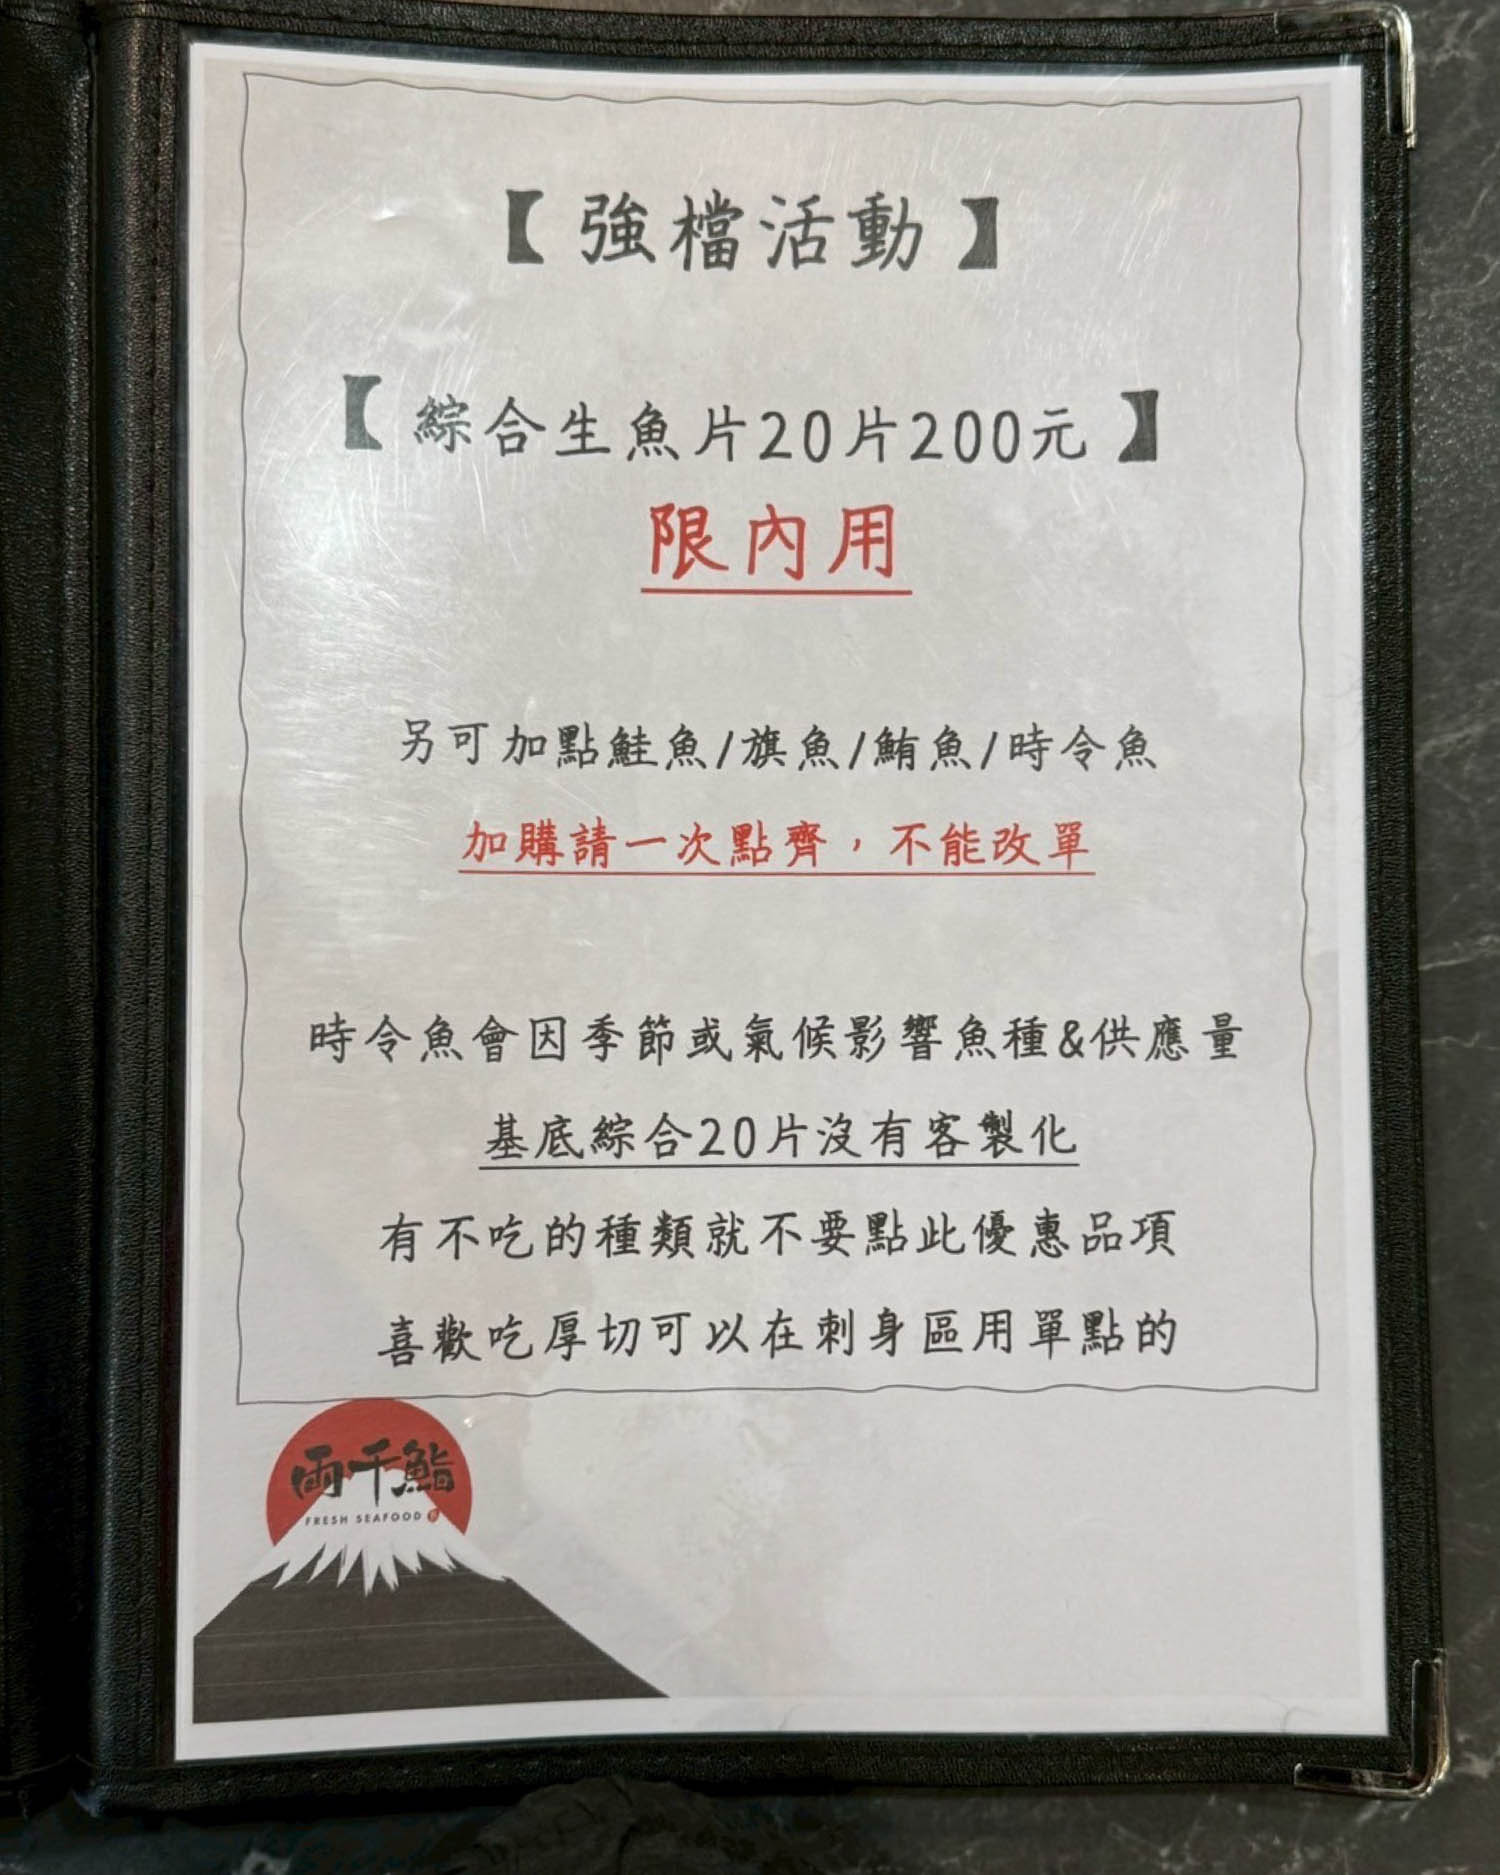 【強檔活動】
【綜合生魚片20片200元】
限內用
另可加點鮭魚/旗魚/鮪魚/時令魚
加購請一次點齊，不能改單
時令魚會因季節或氣候影響魚種&供應量
基底綜合20片沒有客製化
有不吃的種類就不要點此優惠品項
喜歡吃厚切可以在刺身區用單點的
兩千鮨
FRESH SEAFOOD